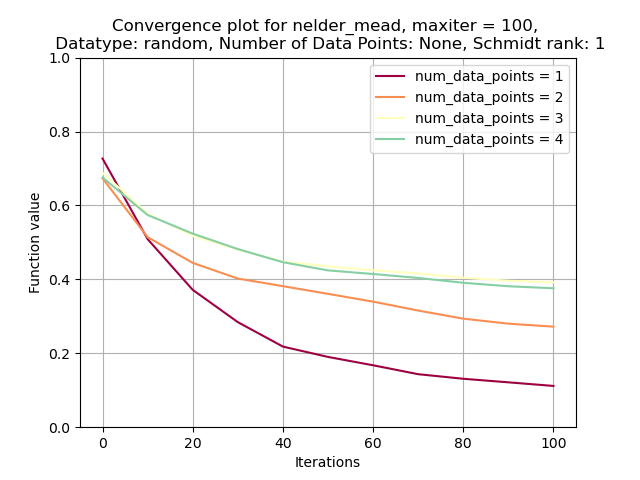 Convergence plot for nelder_mead, maxiter = 100,
Datatype: random, Number of Data Points: None, Schmidt rank: 1
num_data_points = 1
num_data_points = 2
num_data_points = 3
num_data_points = 4
Function value
1.0
0.8
0.6
0.4
0.2
0.0
0 20 40 60 80 100
Iterations